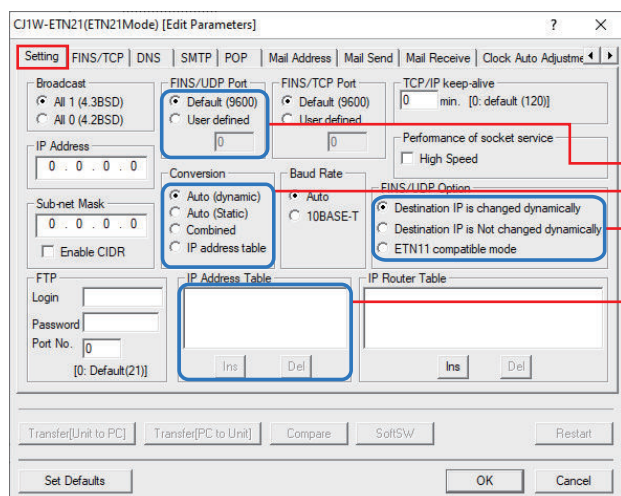 CJ1W-ETN21(ETN21Mode) [Edit Parameters]
Setting FINS/TCP DNS SMTP POP Mail Address Mail Send Mail Receive Clock Auto Adjustme
Broadcast
All 1 (4.3BSD)
All 0 (4.2BSD)
FINS/UDP Port
Default (9600)
User defined
0
FINS/TCP Port
Default (9600)
User defined
0
TCP/IP keep-alive
0 min. [0: default (120)]
IP Address
0 . 0 . 0 . 0
Performance of socket service
High Speed
Sub-net Mask
0 . 0 . 0 . 0
Enable CIDR
Conversion
Auto (dynamic)
Auto (Static)
Combined
IP address table
Baud Rate
Auto
10BASE-T
FINS/UDP Option
Destination IP is changed dynamically
Destination IP is Not changed dynamically
ETN11 compatible mode
FTP
Login
Password
Port No. 0
[0: Default(21)]
IP Address Table
Ins Del
IP Router Table
Ins Del
Transfer[Unit to PC] Transfer[PC to Unit] Compare SoftSW Restart
Set Defaults OK Cancel